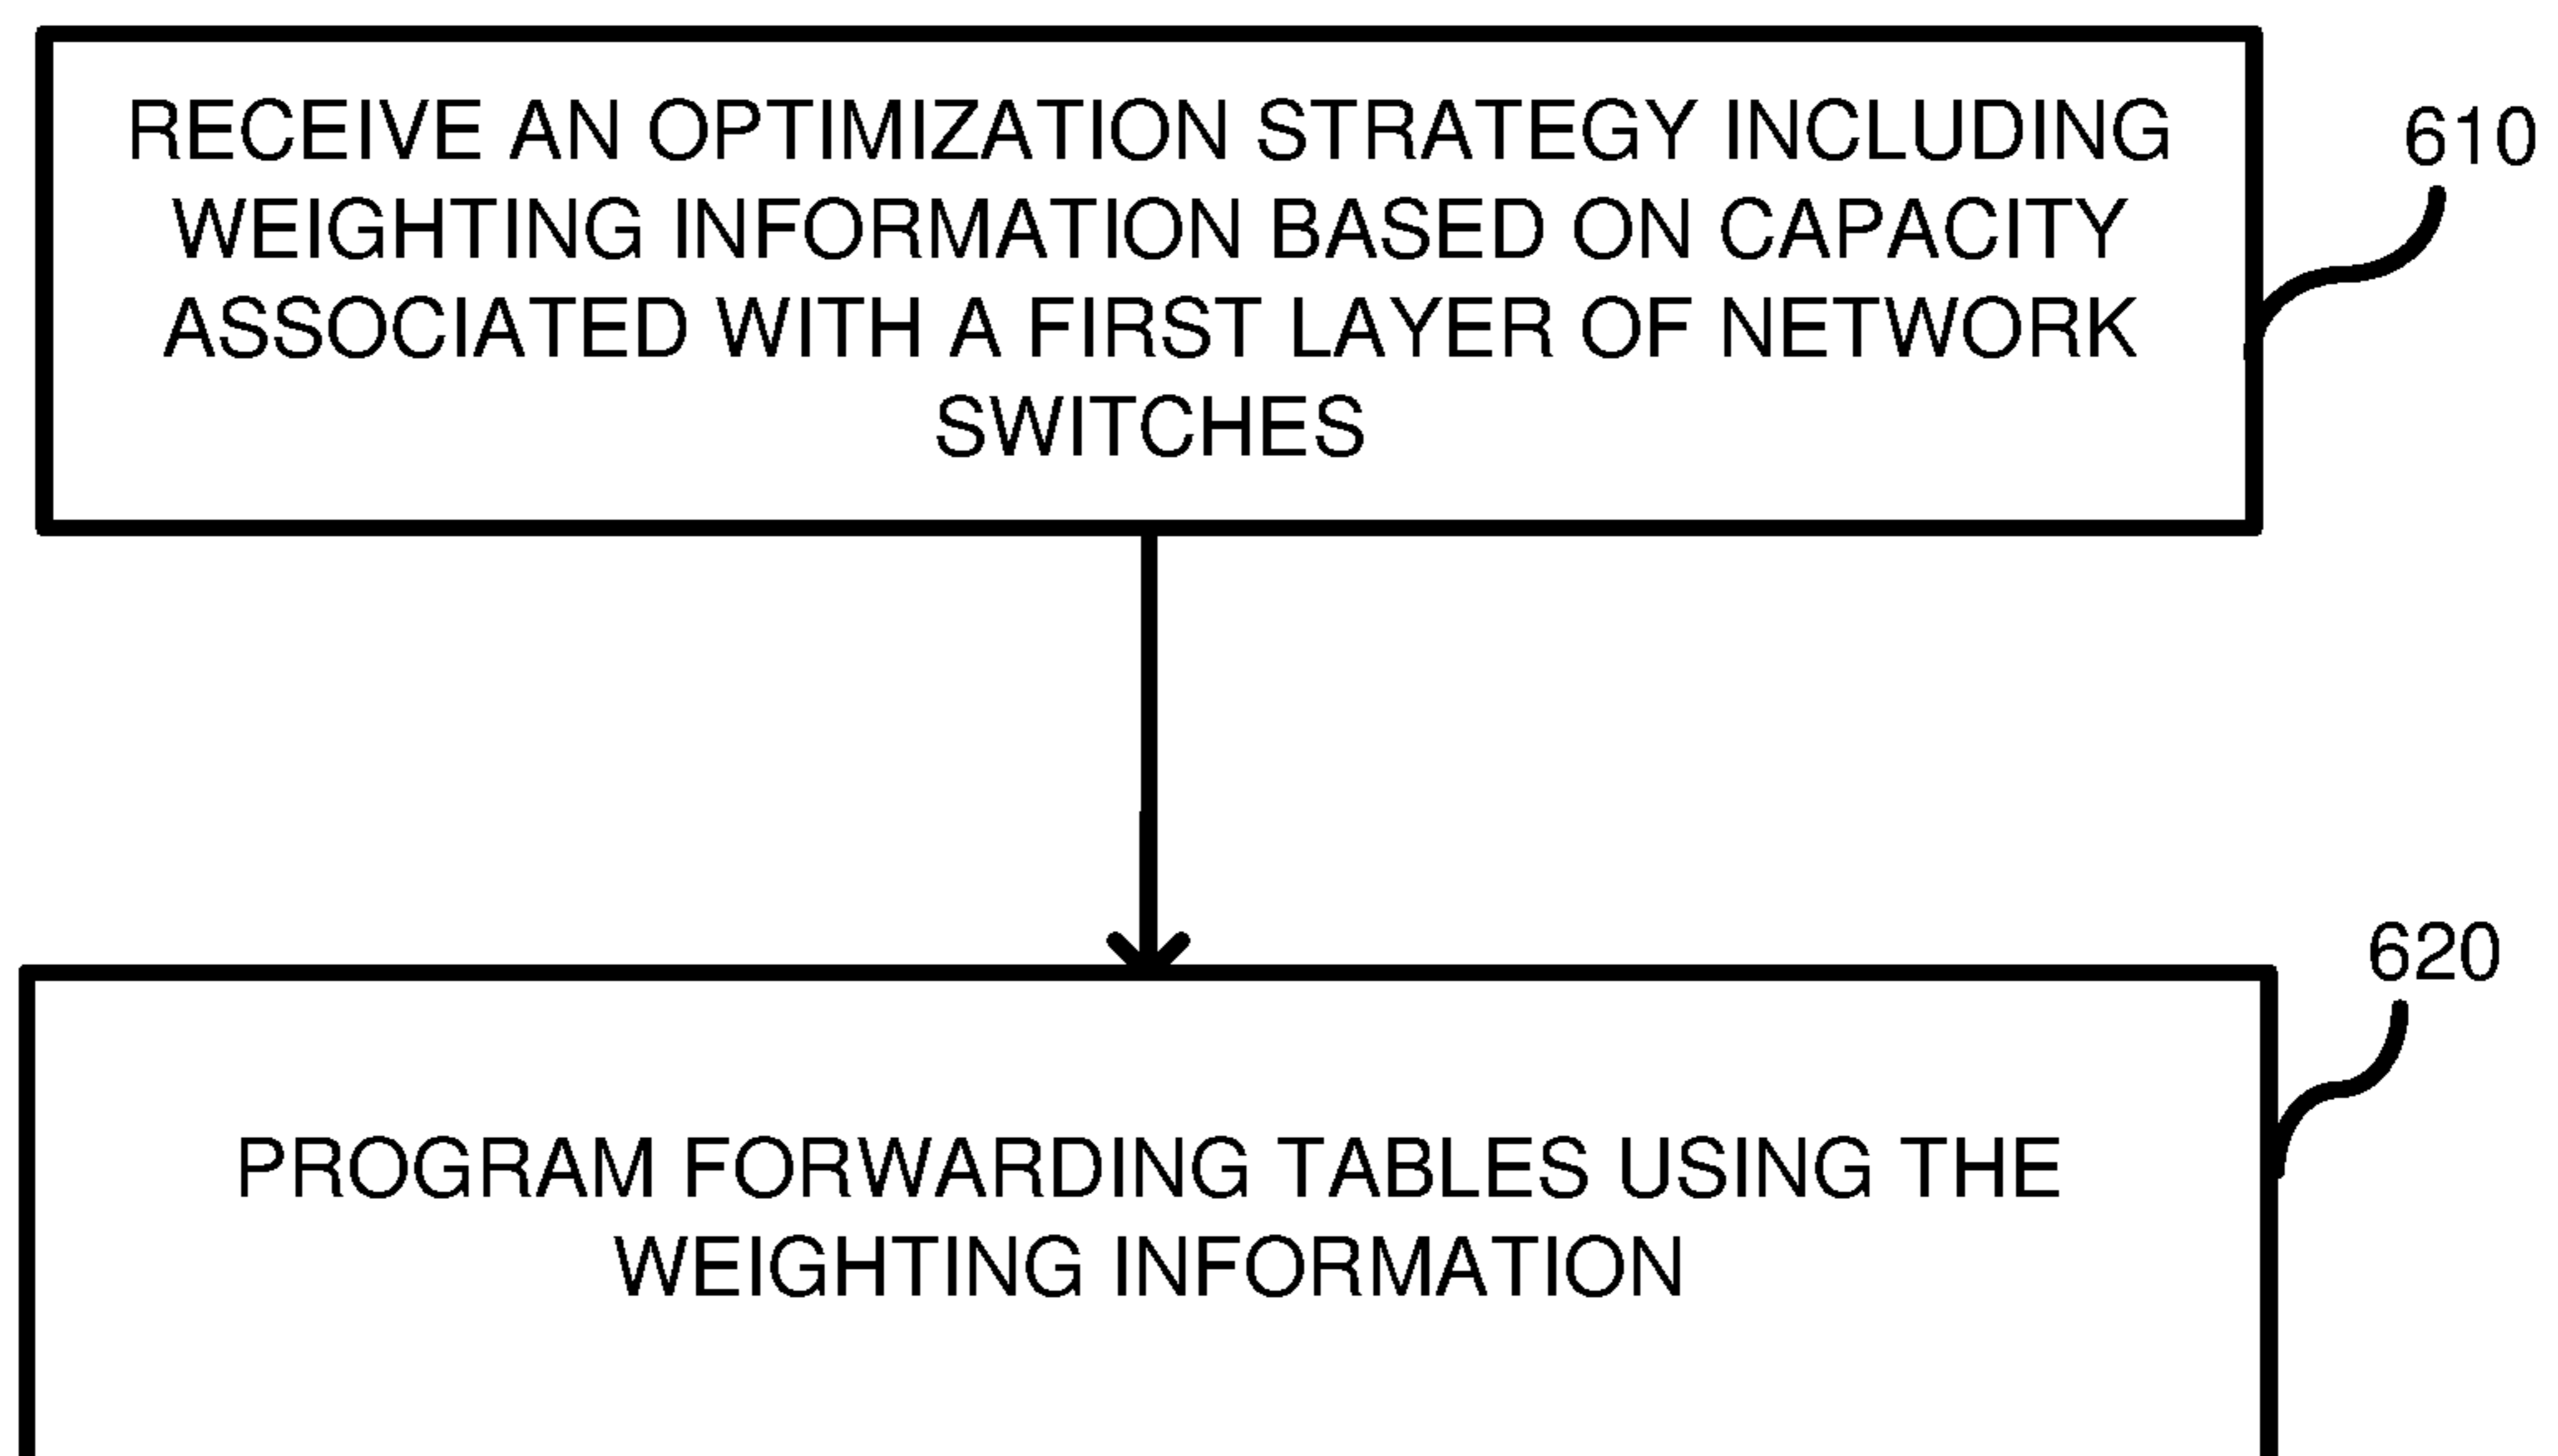 RECEIVE AN OPTIMIZATION STRATEGY INCLUDING
WEIGHTING INFORMATION BASED ON CAPACITY
ASSOCIATED WITH A FIRST LAYER OF NETWORK
SWITCHES
610
620
PROGRAM FORWARDING TABLES USING THE
WEIGHTING INFORMATION